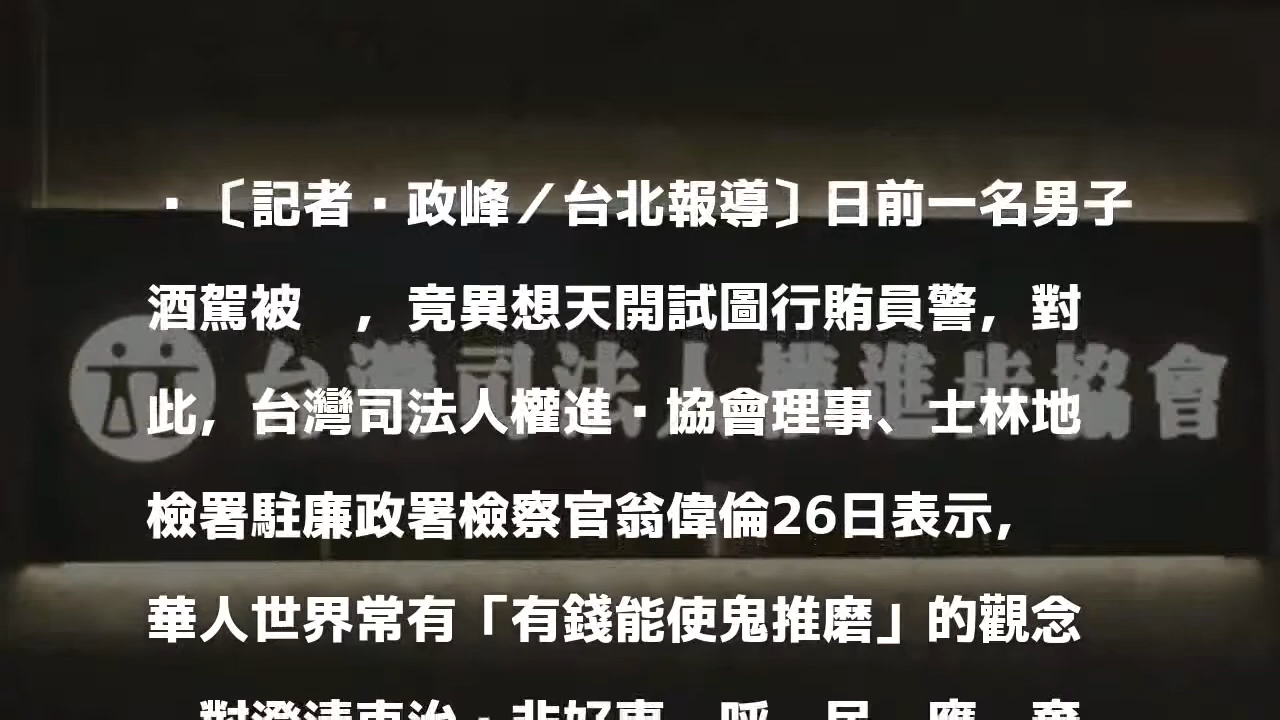 ·〔記者·政峰／台北報導〕日前一名男子
酒駕被　，竟異想天開試圖行賄員警，對
台灣司法人權進步協會
此，台灣司法人權進·協會理事、士林地
檢署駐廉政署檢察官翁偉倫26日表示，
華人世界常有「有錢能使鬼推磨」的觀念